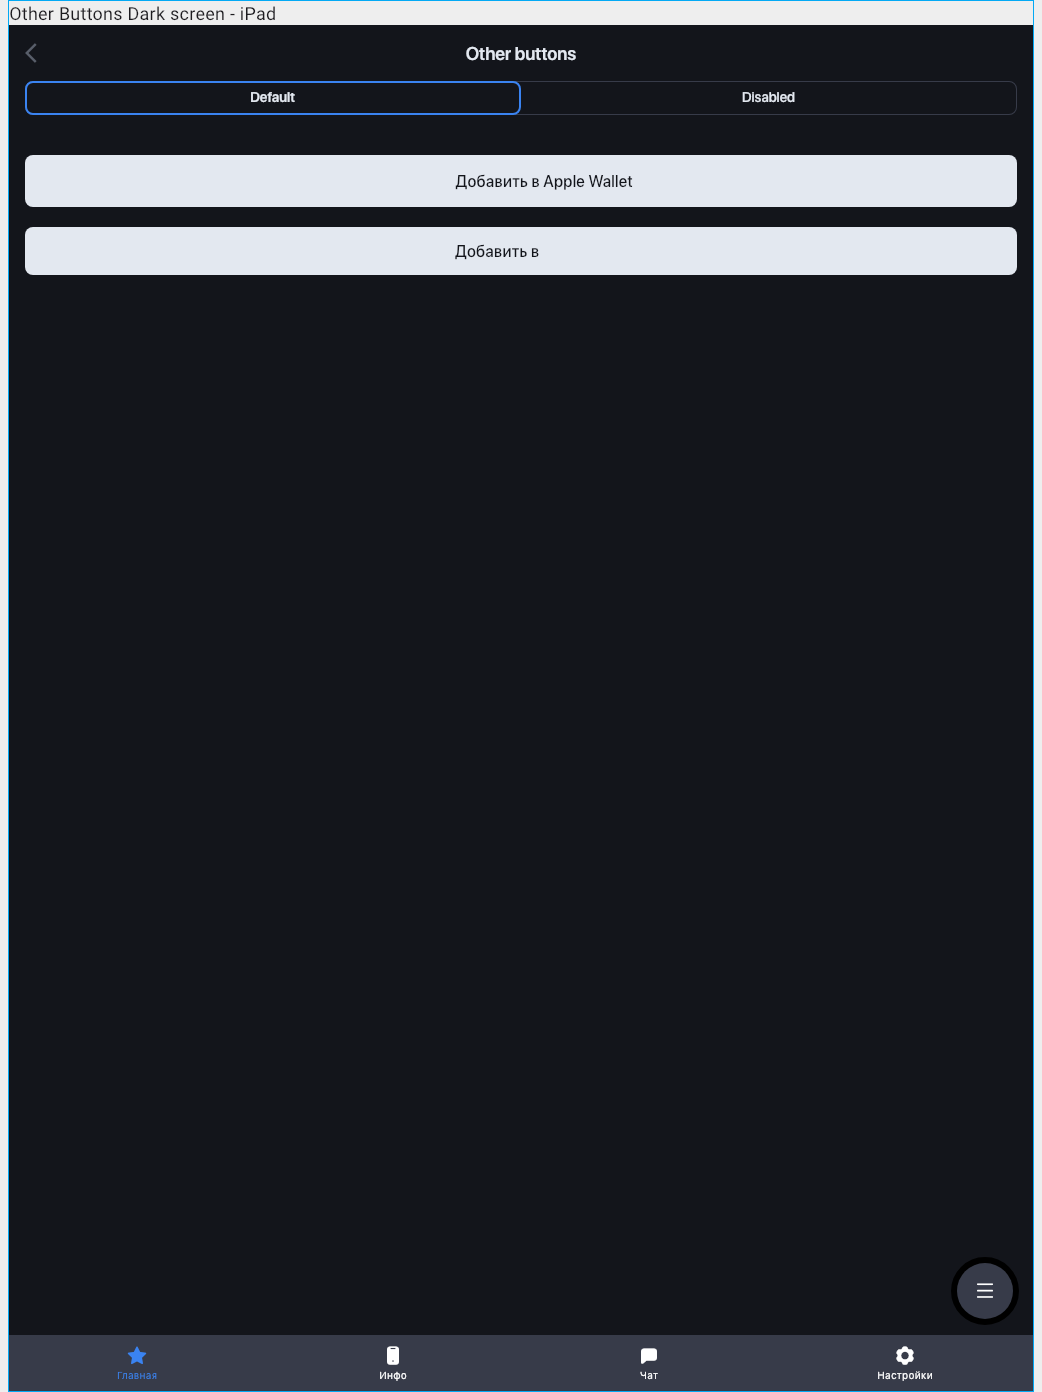 Other Buttons Dark screen - iPad
Other buttons
Default Disabled
Добавить в Apple Wallet
Добавить в
Главная Инфо Чат Настройки